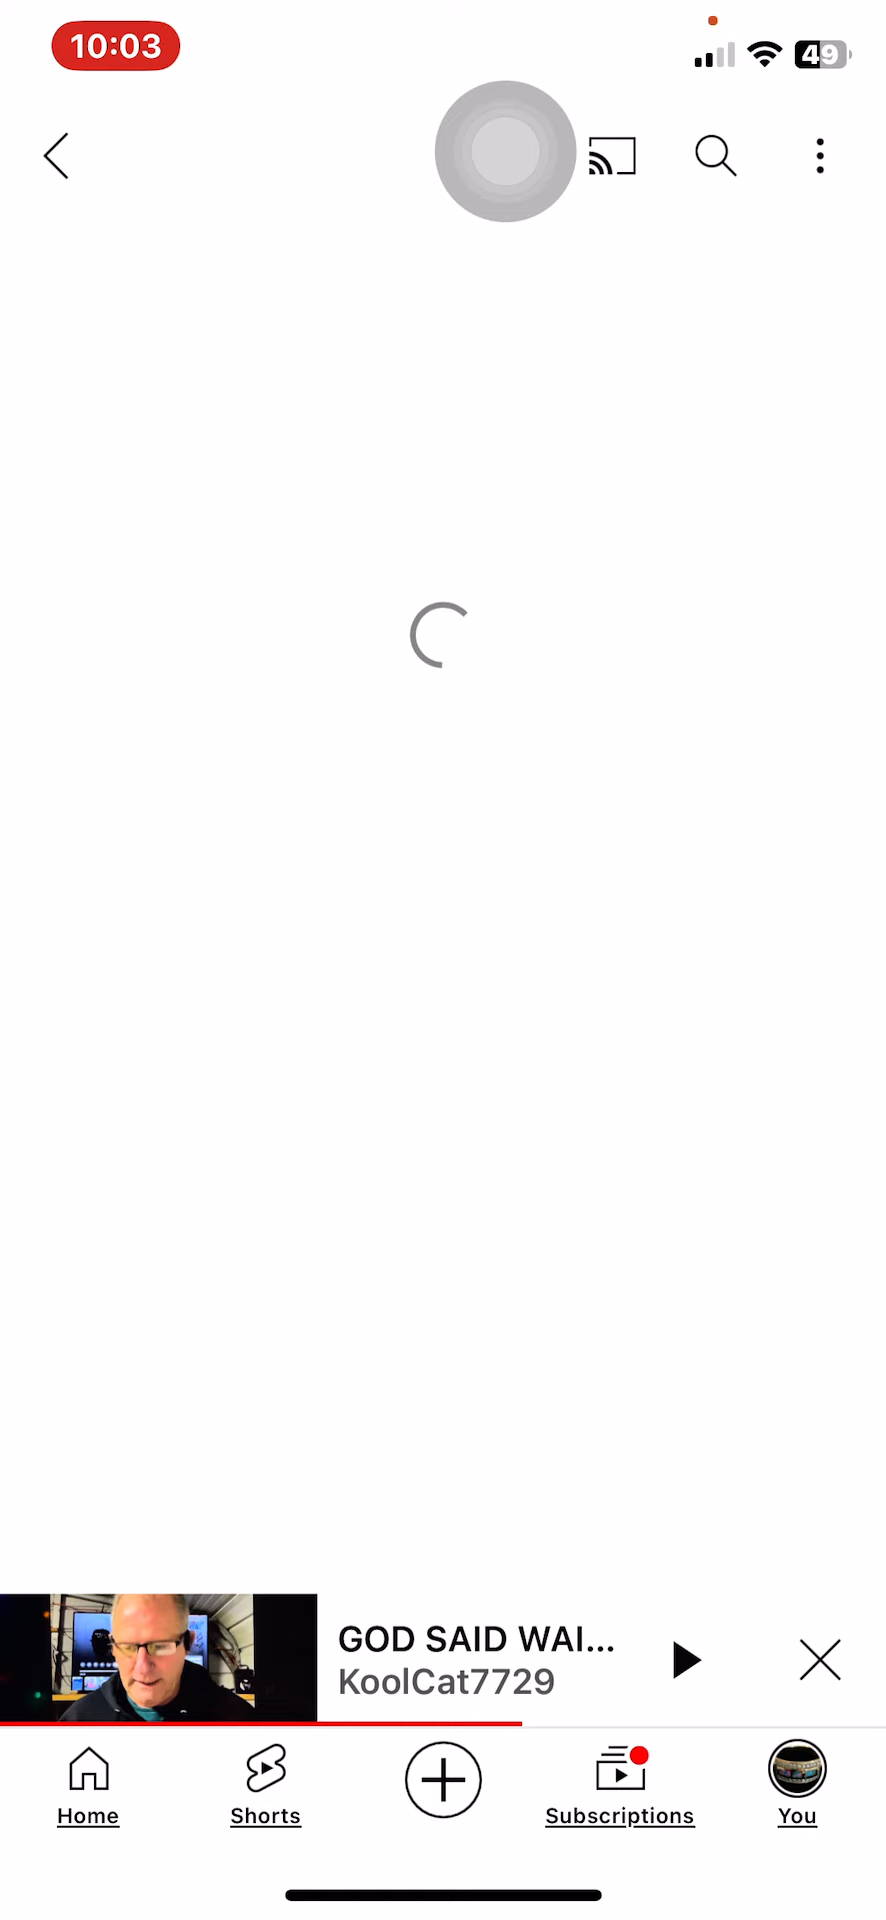 10:03
49
GOD SAID WAI...
KoolCat7729
Home
Shorts
Subscriptions
You